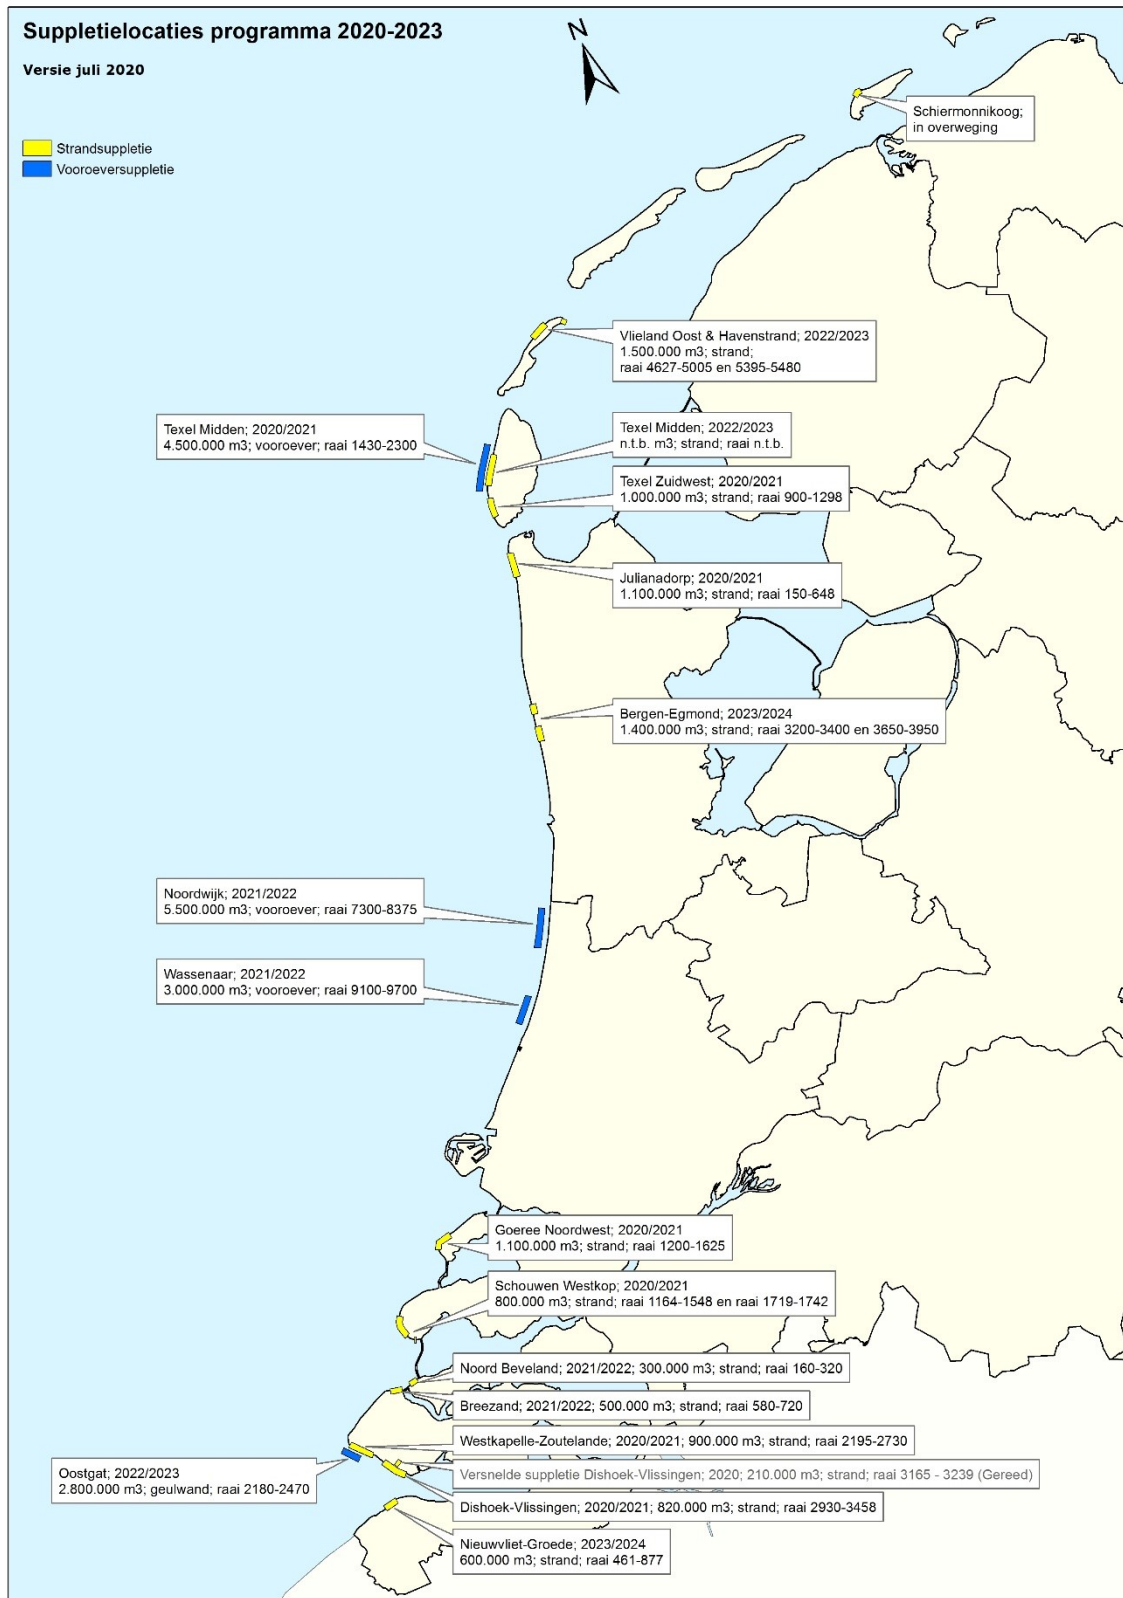 Suppletielocaties programma 2020-2023
Versie juli 2020
N
Strandsuppletie
Vooroeversuppletie
Schiermonnikoog;
in overweging
Vlieland Oost & Havenstrand; 2022/2023
1.500.000 m3; strand;
raai 4627-5005 en 5395-5480
Texel Midden; 2020/2021
4.500.000 m3; vooroever; raai 1430-2300
Texel Midden; 2022/2023
n.t.b. m3; strand; raai n.t.b.
Texel Zuidwest; 2020/2021
1.000.000 m3; strand; raai 900-1298
Julianadorp; 2020/2021
1.100.000 m3; strand; raai 150-648
Bergen-Egmond; 2023/2024
1.400.000 m3; strand; raai 3200-3400 en 3650-3950
Noordwijk; 2021/2022
5.500.000 m3; vooroever; raai 7300-8375
Wassenaar; 2021/2022
3.000.000 m3; vooroever; raai 9100-9700
Goeree Noordwest; 2020/2021
1.100.000 m3; strand; raai 1200-1625
Schouwen Westkop; 2020/2021
800.000 m3; strand; raai 1164-1548 en raai 1719-1742
Noord Beveland; 2021/2022; 300.000 m3; strand; raai 160-320
Breezand; 2021/2022; 500.000 m3; strand; raai 580-720
Westkapelle-Zoutelande; 2020/2021; 900.000 m3; strand; raai 2195-2730
Versnelde suppletie Dishoek-Vlissingen; 2020; 210.000 m3; strand; raai 3165 - 3239 (Gereed)
Oostgat; 2022/2023
2.800.000 m3; geulwand; raai 2180-2470
Dishoek-Vlissingen; 2020/2021; 820.000 m3; strand; raai 2930-3458
Nieuwvliet-Groede; 2023/2024
600.000 m3; strand; raai 461-877